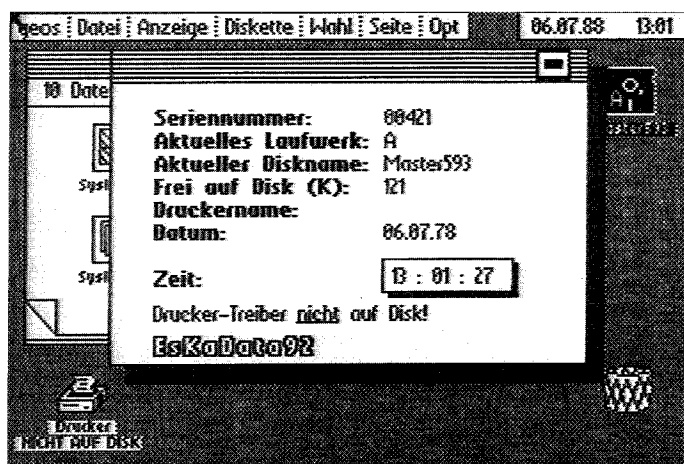 geos Datei Anzeige Diskette Wahl Seite Opt 06.07.88 13:01
10 Datei
Seriennummer: 00421
Aktuelles Laufwerk: A
Aktueller Diskname: Master593
Frei auf Disk (K): 121
Druckername:
Datum: 06.07.78
Zeit: 13 : 01 : 27
Drucker-Treiber nicht auf Disk!
EsKaData92
Drucker
NICHT AUF DISK